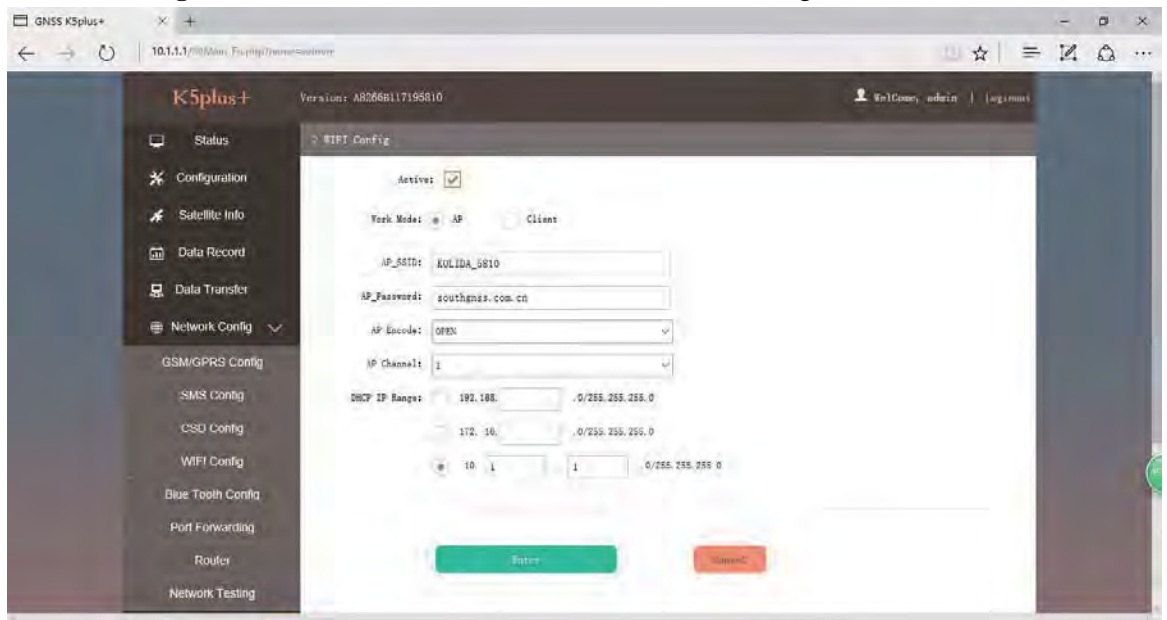 GNSS K5plus+
10.1.1.1/
K5plus+
Version: A82668117195810
WelCome, admin |
Status
> WIFI Config
Configuration
Active:
Satellite Info
Work Mode: AP Client
Data Record
AP_SSID: KOLIDA_5810
Data Transfer
AP_Password: southgnss.com.cn
Network Config
AP Encode: OPEN
GSM/GPRS Config
AP Channel: 1
SMS Config
DHCP IP Range: 192.168. .0/255.255.255.0
CSD Config
172. 16. .0/255.255.255.0
WIFI Config
10. 1 1 .0/255.255.255.0
Blue Tooth Config
Port Forwarding
Router
Enter
Cancel
Network Testing